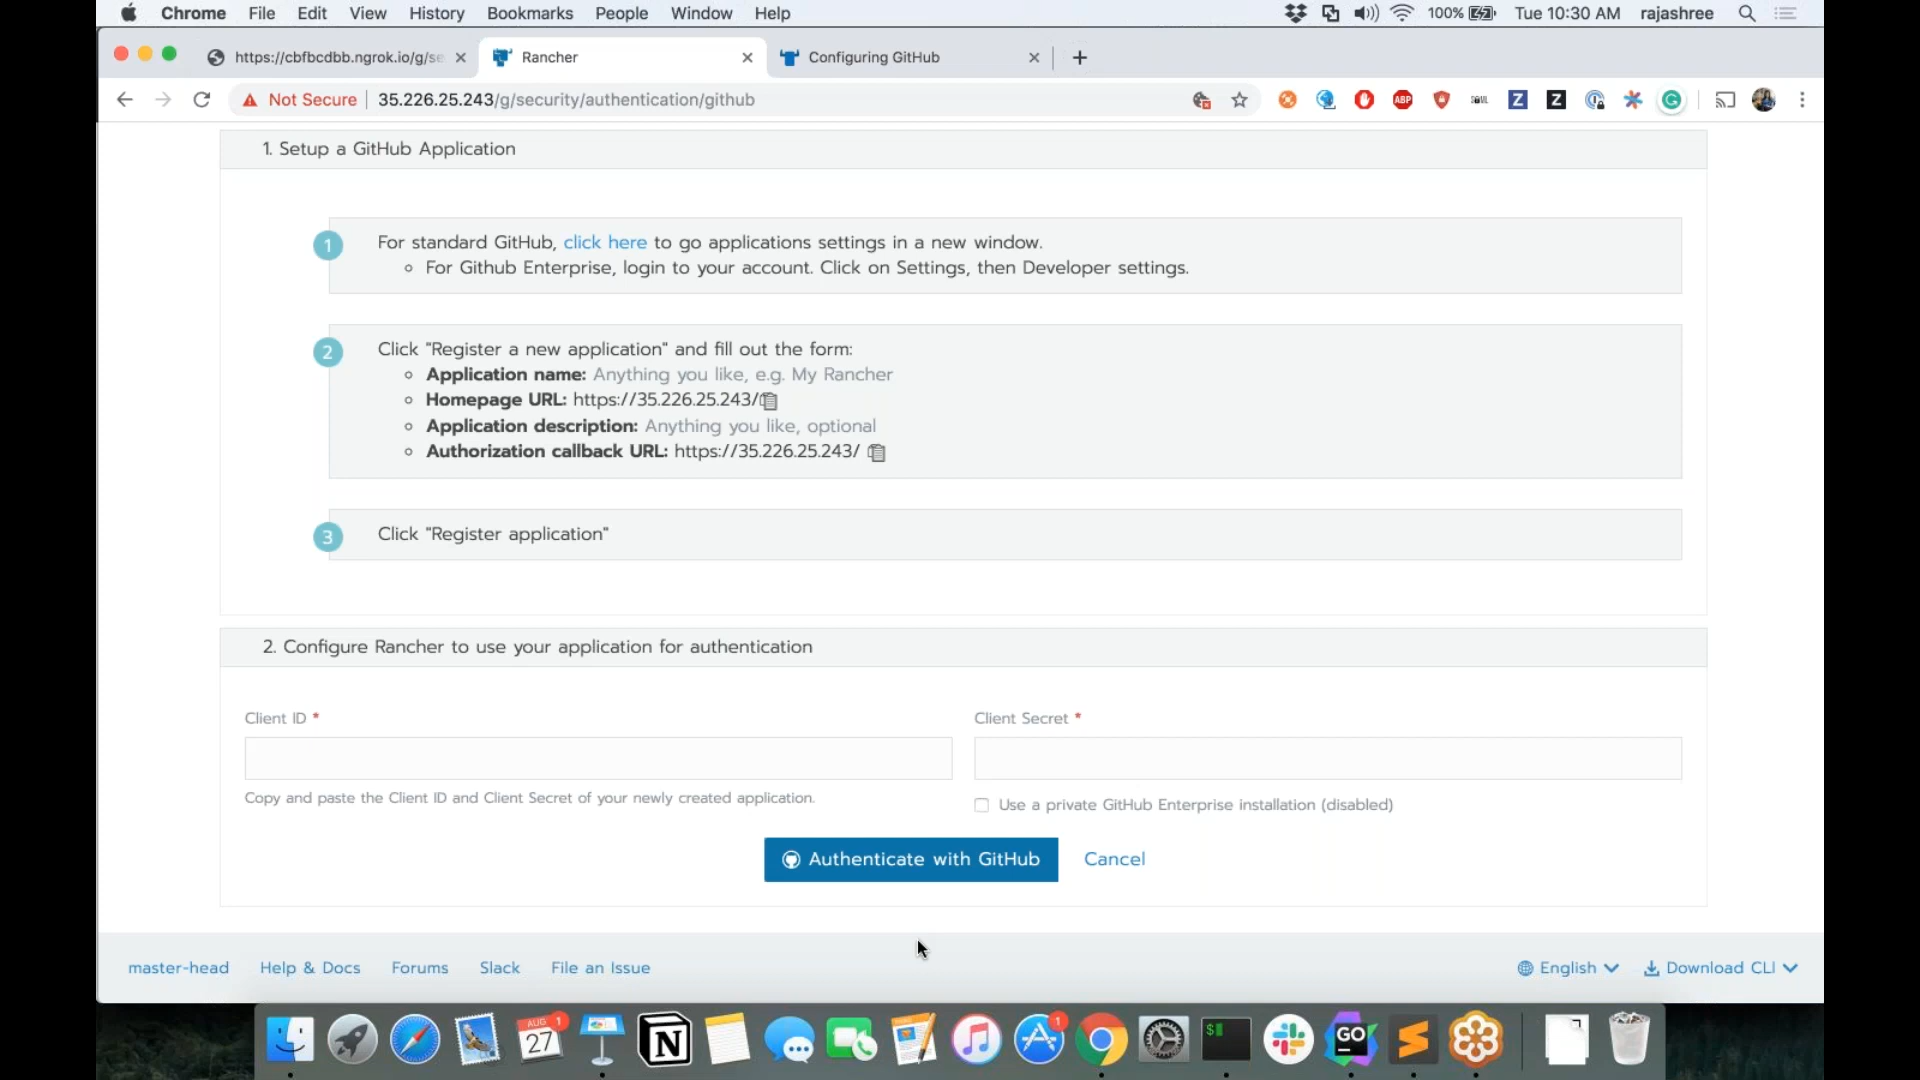 Chrome File Edit View History Bookmarks People Window Help 100% Tue 10:30 AM rajashree
https://cbfbcdbb.ngrok.io/g/se Rancher Configuring GitHub
Not Secure 35.226.25.243/g/security/authentication/github ABP
1. Setup a GitHub Application
1 For standard GitHub, click here to go applications settings in a new window.
For Github Enterprise, login to your account. Click on Settings, then Developer settings.
2 Click "Register a new application" and fill out the form:
Application name: Anything you like, e.g. My Rancher
Homepage URL: https://35.226.25.243/
Application description: Anything you like, optional
Authorization callback URL: https://35.226.25.243/
3 Click "Register application"
2. Configure Rancher to use your application for authentication
Client ID * Client Secret *
Copy and paste the Client ID and Client Secret of your newly created application.
Use a private GitHub Enterprise installation (disabled)
Authenticate with GitHub Cancel
master-head Help & Docs Forums Slack File an Issue English Download CLI
AUG 27 1 1 $ GO